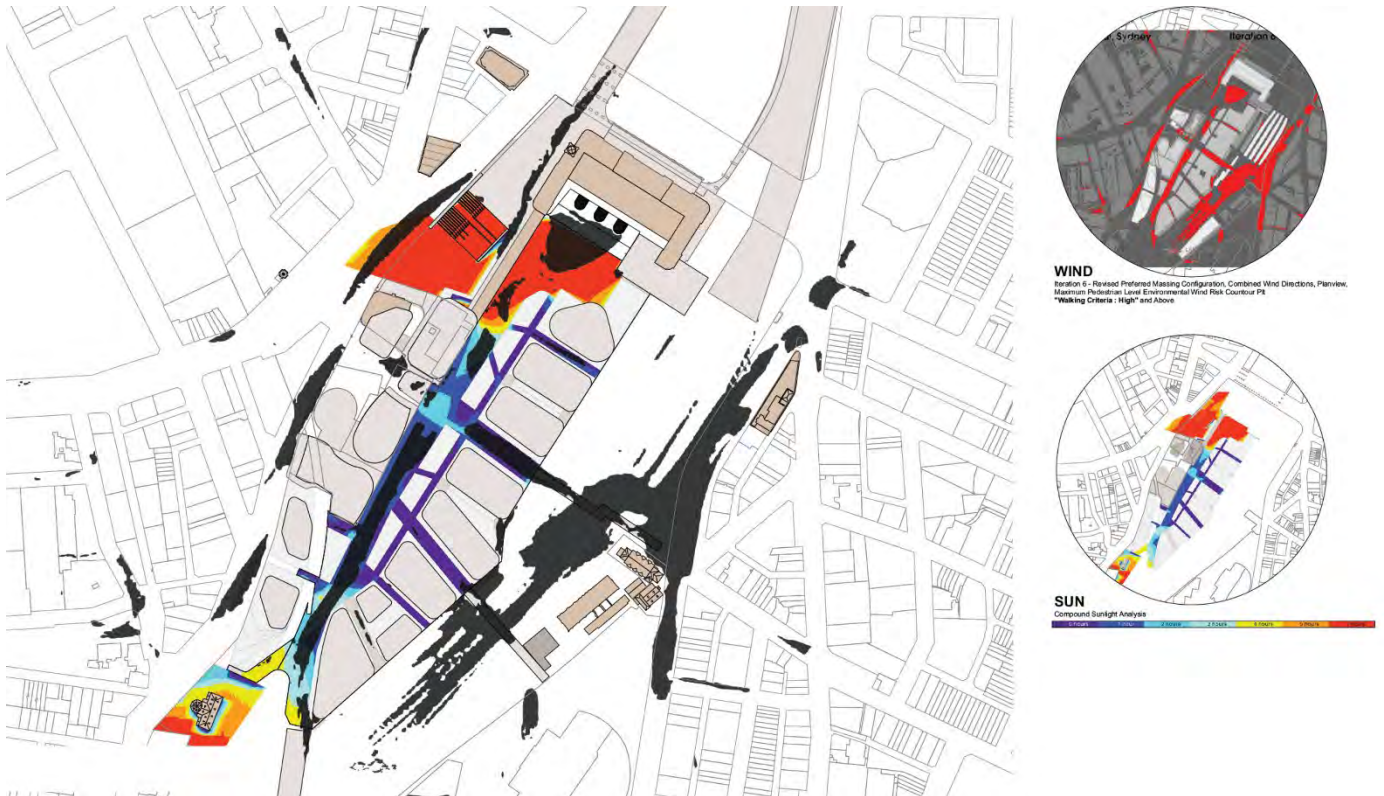 , Sydney
Iteration 6
WIND
Iteration 6 - Revised Preferred Massing Configuration, Combined Wind Directions, Planview,
Maximum Pedestrian Level Environmental Wind Risk Countour Plt
"Walking Criteria : High" and Above
SUN
Compound Sunlight Analysis